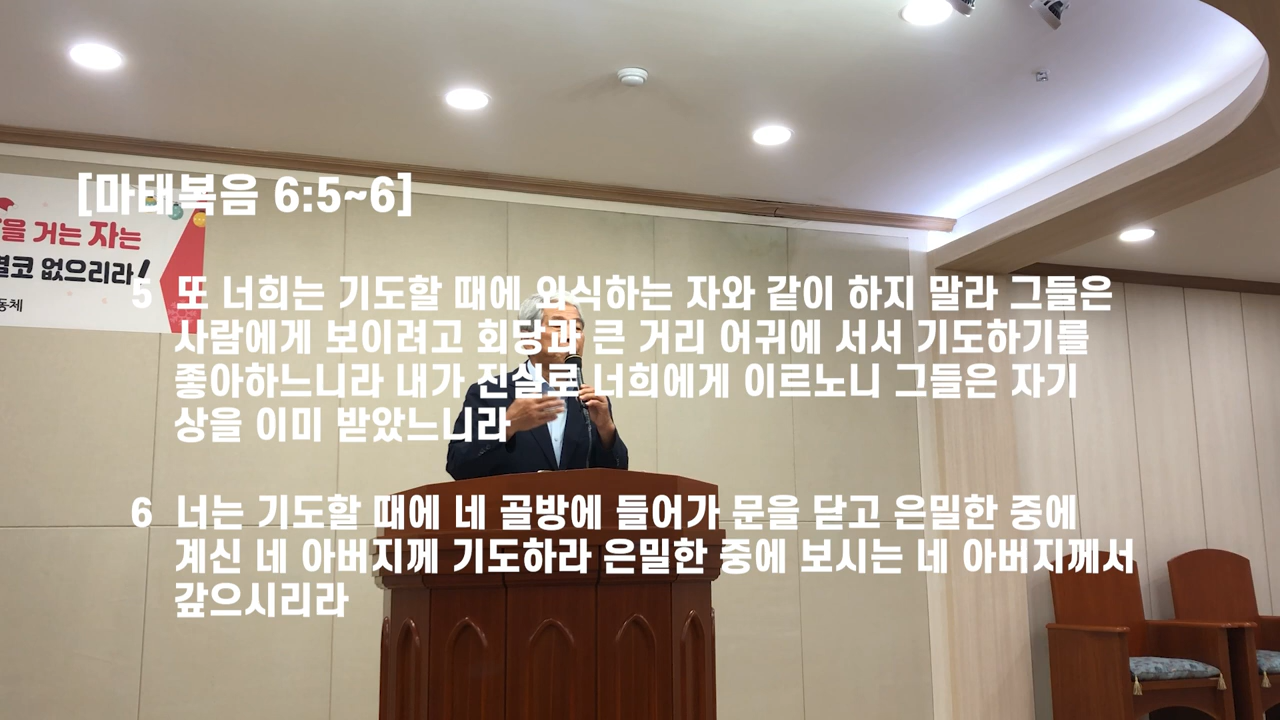 [마태복음 6:5~6]
을 거는 자는
결코 없으리라!
동체
5 또 너희는 기도할 때에 외식하는 자와 같이 하지 말라 그들은
사람에게 보이려고 회당과 큰 거리 어귀에 서서 기도하기를
좋아하느니라 내가 진실로 너희에게 이르노니 그들은 자기
상을 이미 받았느니라
6 너는 기도할 때에 네 골방에 들어가 문을 닫고 은밀한 중에
계신 네 아버지께 기도하라 은밀한 중에 보시는 네 아버지께서
갚으시리라